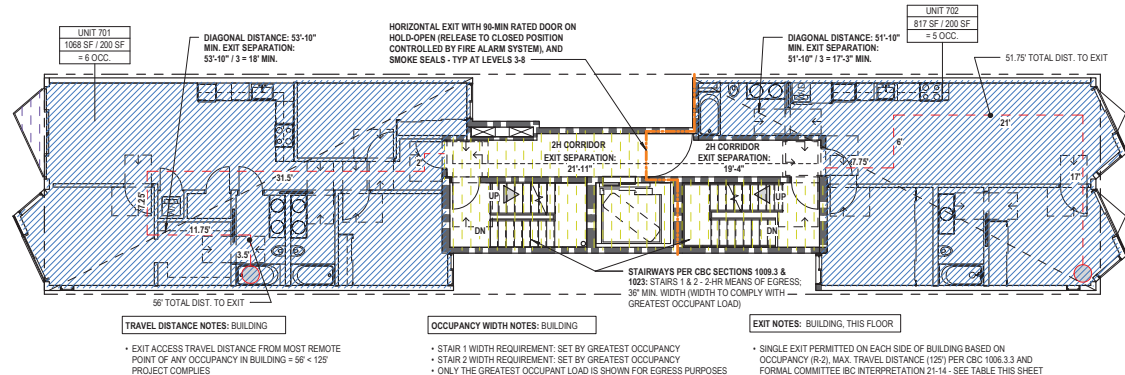 UNIT 701
1068 SF / 200 SF
= 6 OCC.
DIAGONAL DISTANCE: 53'-10"
MIN. EXIT SEPARATION:
53'-10" / 3 = 18' MIN.
HORIZONTAL EXIT WITH 90-MIN RATED DOOR ON
HOLD-OPEN (RELEASE TO CLOSED POSITION
CONTROLLED BY FIRE ALARM SYSTEM), AND
SMOKE SEALS - TYP AT LEVELS 3-8
DIAGONAL DISTANCE: 51'-10"
MIN. EXIT SEPARATION:
51'-10" / 3 = 17'-3" MIN.
UNIT 702
817 SF / 200 SF
= 5 OCC.
51.75' TOTAL DIST. TO EXIT
W/D
21'
6'
7.75'
17'
2H CORRIDOR
EXIT SEPARATION:
21'-11"
2H CORRIDOR
EXIT SEPARATION:
19'-4"
2'
31.5'
7.25'
11.75'
3.5'
UP
DN
UP
DN
56' TOTAL DIST. TO EXIT
STAIRWAYS PER CBC SECTIONS 1009.3 &
1023: STAIRS 1 & 2 - 2-HR MEANS OF EGRESS;
36" MIN. WIDTH (WIDTH TO COMPLY WITH
GREATEST OCCUPANT LOAD)
TRAVEL DISTANCE NOTES: BUILDING
• EXIT ACCESS TRAVEL DISTANCE FROM MOST REMOTE
POINT OF ANY OCCUPANCY IN BUILDING = 56' < 125'
PROJECT COMPLIES
OCCUPANCY WIDTH NOTES: BUILDING
• STAIR 1 WIDTH REQUIREMENT: SET BY GREATEST OCCUPANCY
• STAIR 2 WIDTH REQUIREMENT: SET BY GREATEST OCCUPANCY
• ONLY THE GREATEST OCCUPANT LOAD IS SHOWN FOR EGRESS PURPOSES
EXIT NOTES: BUILDING, THIS FLOOR
• SINGLE EXIT PERMITTED ON EACH SIDE OF BUILDING BASED ON
OCCUPANCY (R-2), MAX. TRAVEL DISTANCE (125') PER CBC 1006.3.3 AND
FORMAL COMMITTEE IBC INTERPRETATION 21-14 - SEE TABLE THIS SHEET